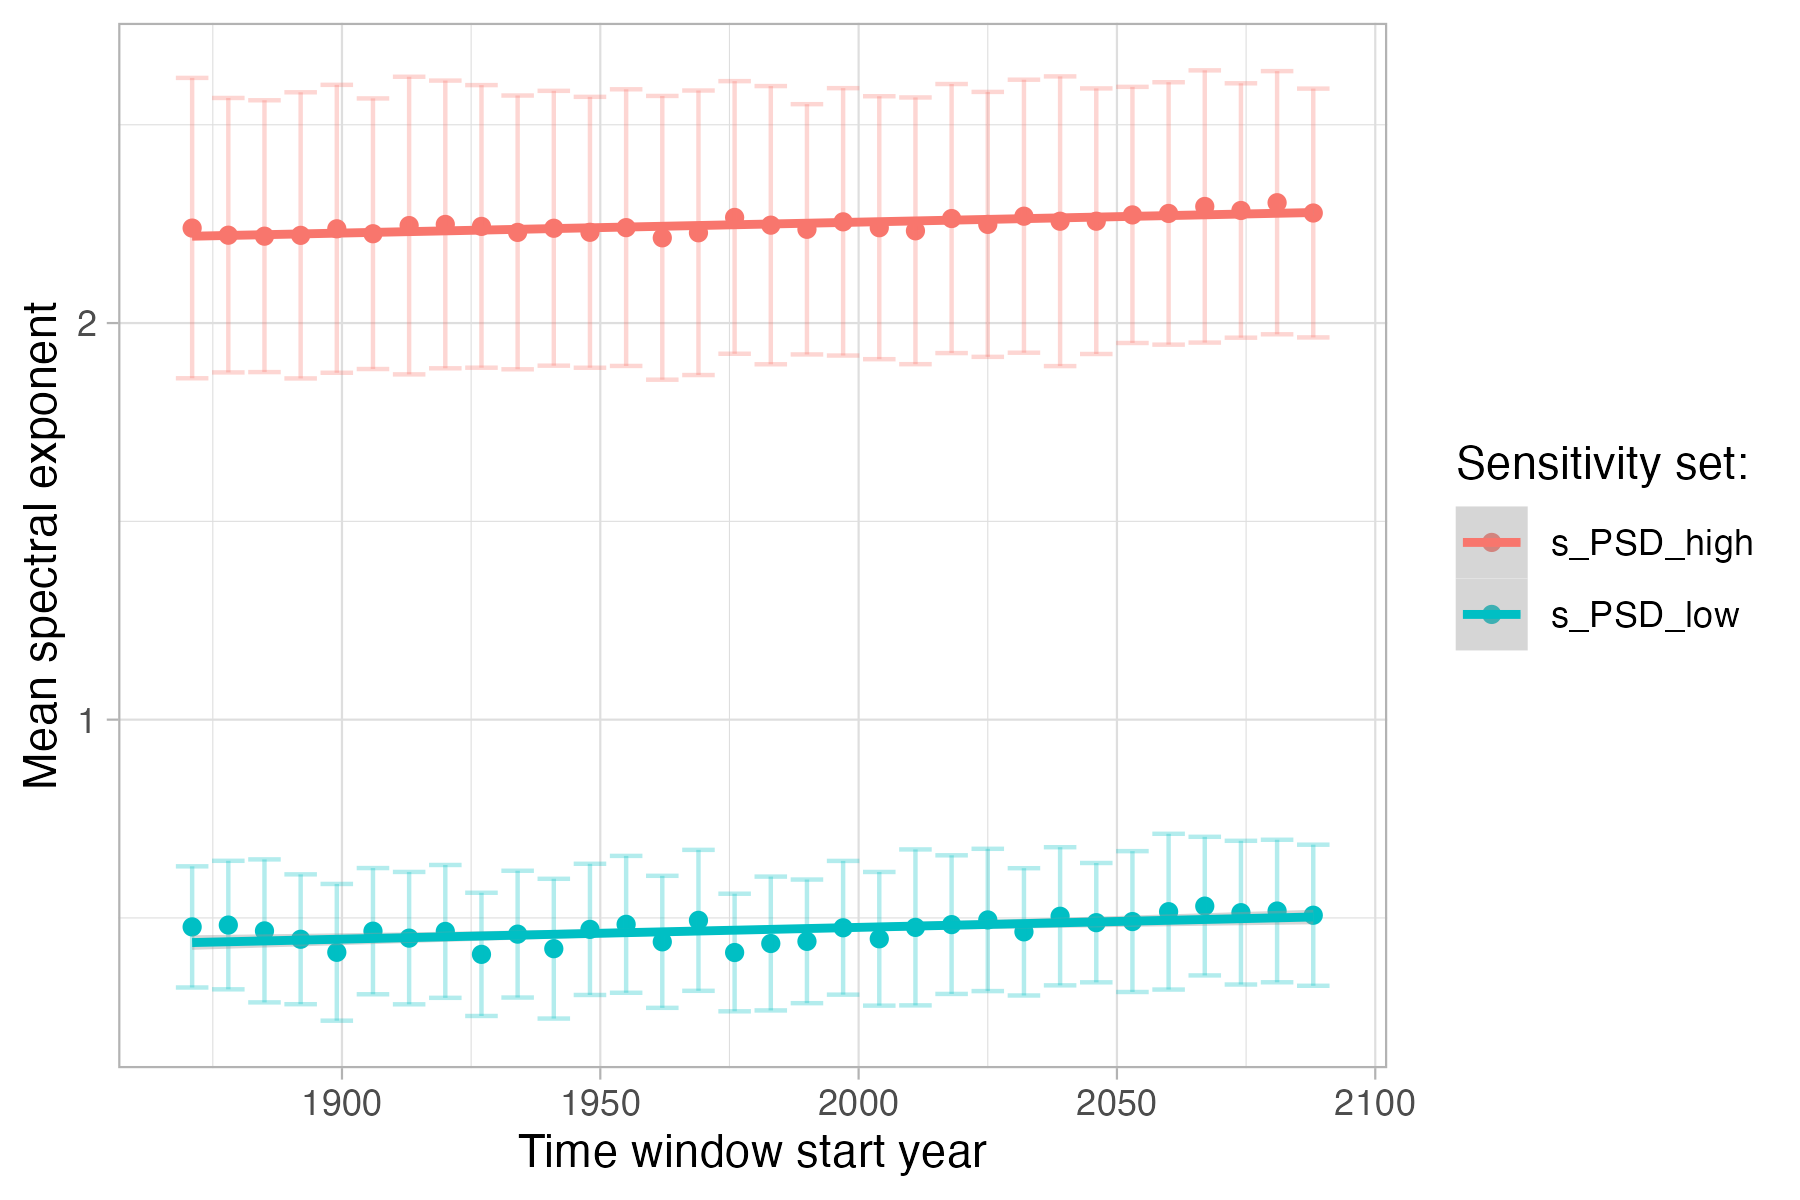 Mean spectral exponent
2
1
1900
1950
2000
2050
2100
Time window start year
Sensitivity set:
s_PSD_high
s_PSD_low